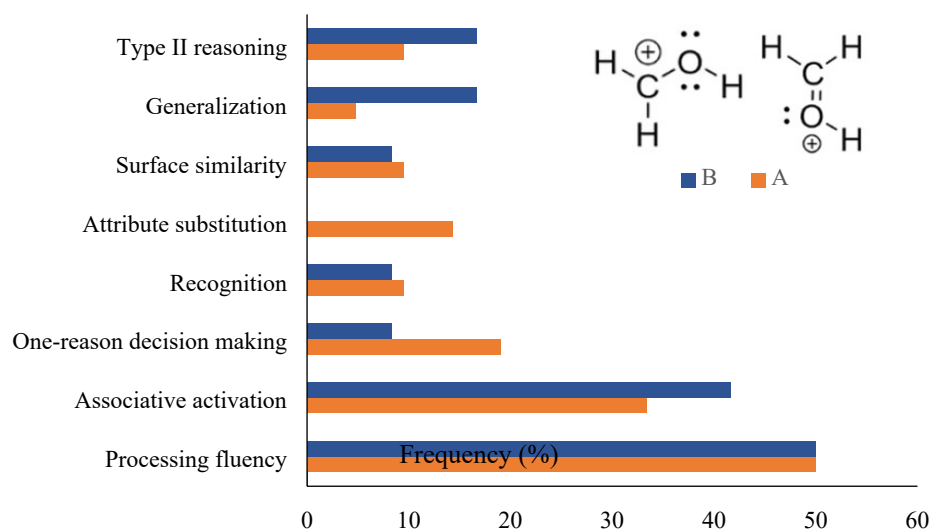 Type II reasoning
Generalization
Surface similarity
Attribute substitution
Recognition
One-reason decision making
Associative activation
Processing fluency
Frequency (%)
0 10 20 30 40 50 60
H C ⊕ O H H
H H C O H ⊕
B A